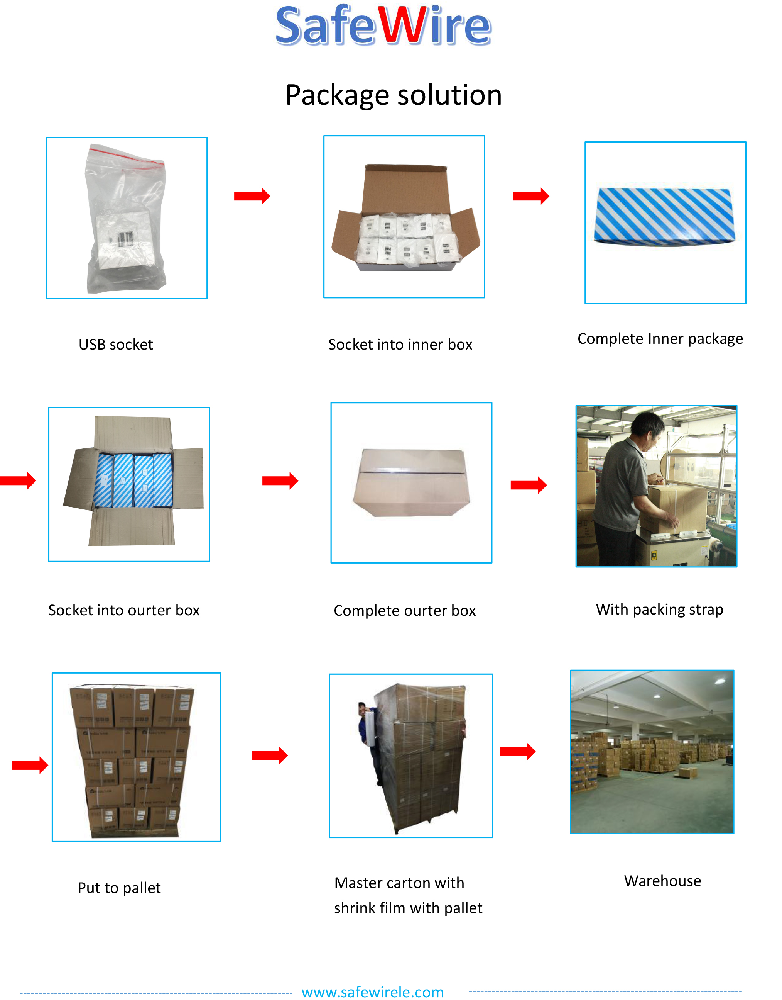 SafeWire
Package solution
USB socket
Socket into inner box
Complete Inner package
Socket into ourter box
Complete ourter box
With packing strap
Put to pallet
Master carton with
shrink film with pallet
Warehouse
www.safewirele.com